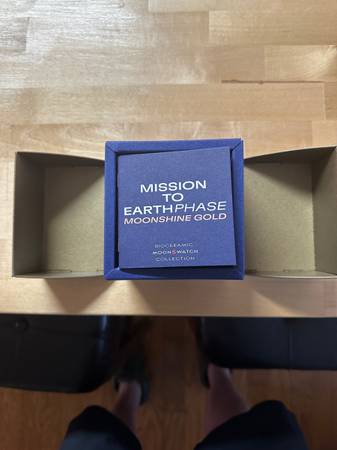 MISSION
TO
EARTHPHASE
MOONSHINE GOLD
BIOCERAMIC
MOONSWATCH
COLLECTION